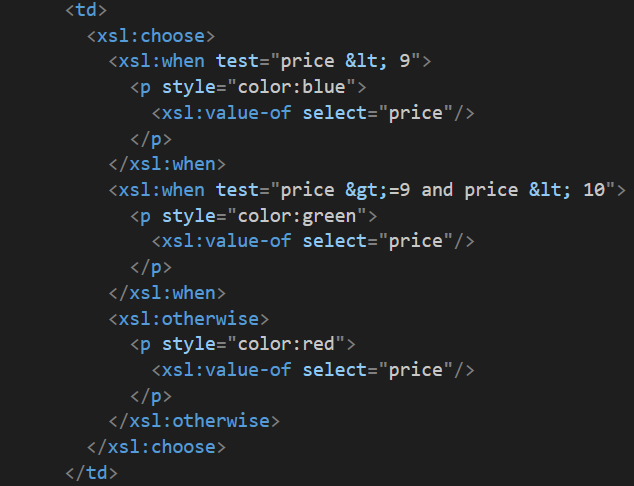 <td>
<xsl:choose>
<xsl:when test="price &lt; 9">
<p style="color:blue">
<xsl:value-of select="price"/>
</p>
</xsl:when>
<xsl:when test="price &gt;=9 and price &lt; 10">
<p style="color:green">
<xsl:value-of select="price"/>
</p>
</xsl:when>
<xsl:otherwise>
<p style="color:red">
<xsl:value-of select="price"/>
</p>
</xsl:otherwise>
</xsl:choose>
</td>